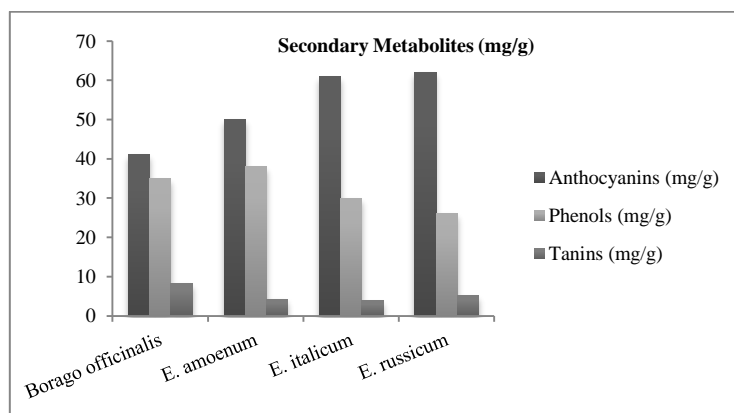 Secondary Metabolites (mg/g)
70
60
50
40
30
20
10
0
Borago officinalis
E. amoenum
E. italicum
E. russicum
Anthocyanins (mg/g)
Phenols (mg/g)
Tanins (mg/g)